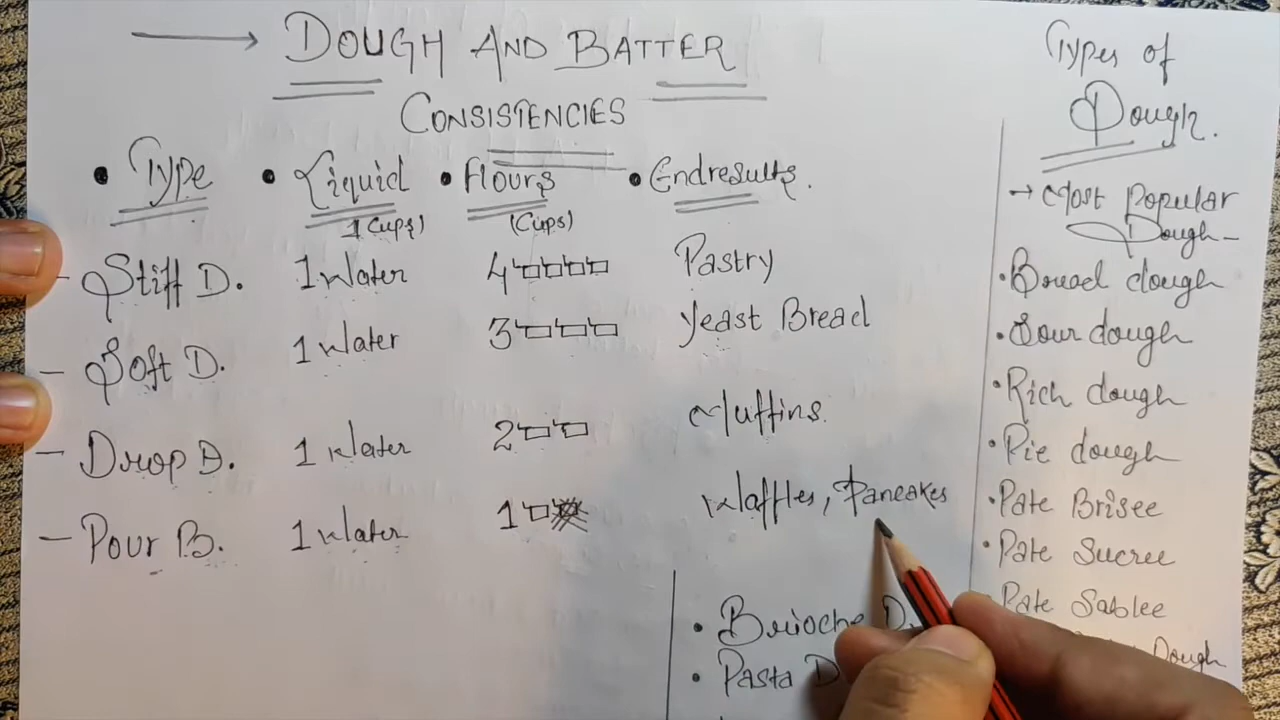 DOUGH AND BATTER
CONSISTENCIES
• Type • Liquid • Flours • Endresults.
1 Cups) (Cups)
- Stiff D. 1 Water 4 Pastry
- Soft D. 1 Water 3 Yeast Bread
- Drop B. 1 Water 2 Muffins.
- Pour B. 1 Water 1 Waffles, Pancakes
• Brioche D.
• Pasta D
Types of
Dough.
→ Most Popular
Dough-
• Bread dough
• Sour dough
• Rich dough
• Pie dough
• Pate Brisee
• Pate Sucree
Pate Sablee
Dough